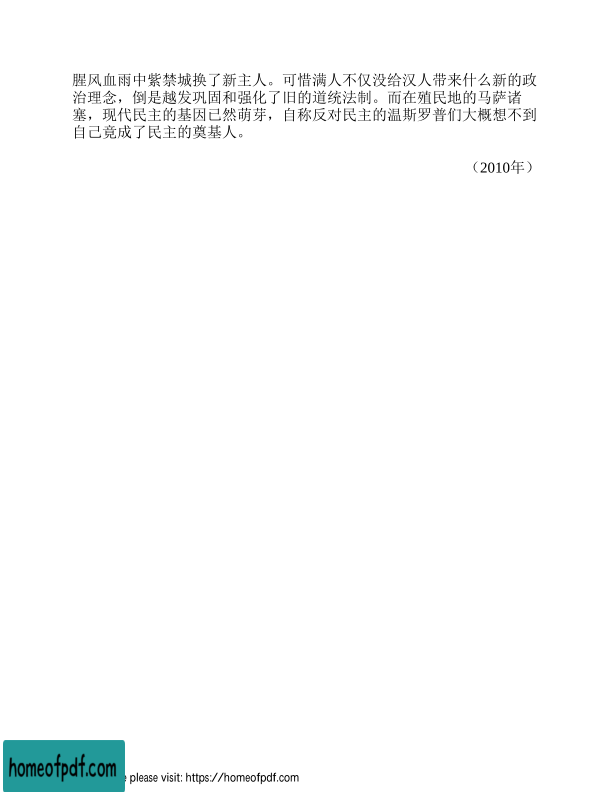 腥风血雨中紫禁城换了新主人。可惜满人不仅没给汉人带来什么新的政
治理念，倒是越发巩固和强化了旧的道统法制。而在殖民地的马萨诸
塞，现代民主的基因已然萌芽，自称反对民主的温斯罗普们大概想不到
自己竟成了民主的奠基人。
（2010年）
homeofpdf.com
please visit: https://homeofpdf.com